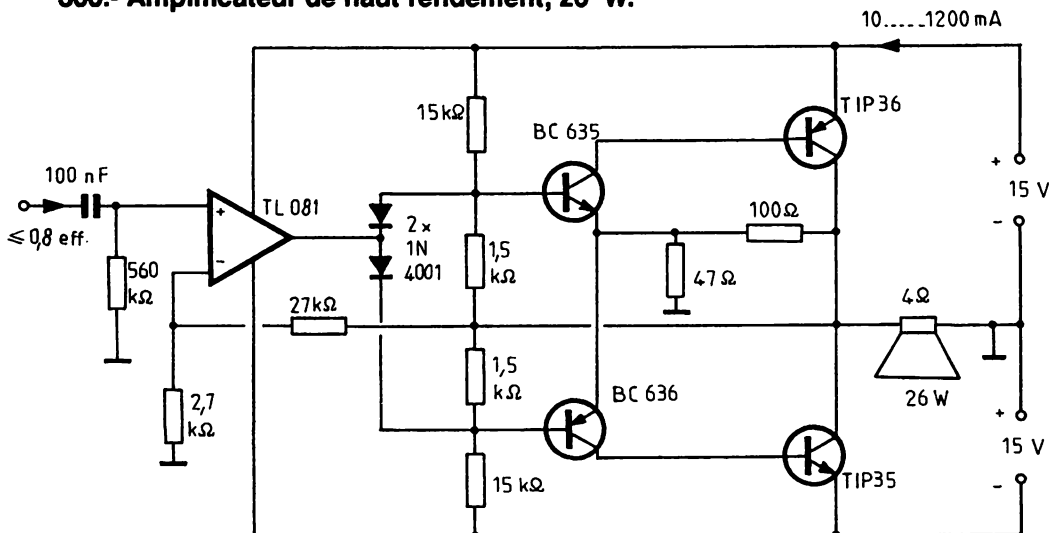 Amplificateur de haut rendement, 26 W.
10.....1200 mA
15 kΩ
BC 635
TIP36
100 nF
TL 081
+
-
≤ 0,8 eff.
560
kΩ
2 x
1N
4001
1,5
kΩ
100Ω
47 Ω
+
15 V
-
27kΩ
4Ω
26 W
2,7
kΩ
1,5
kΩ
BC 636
15 kΩ
TIP35
+
15 V
-